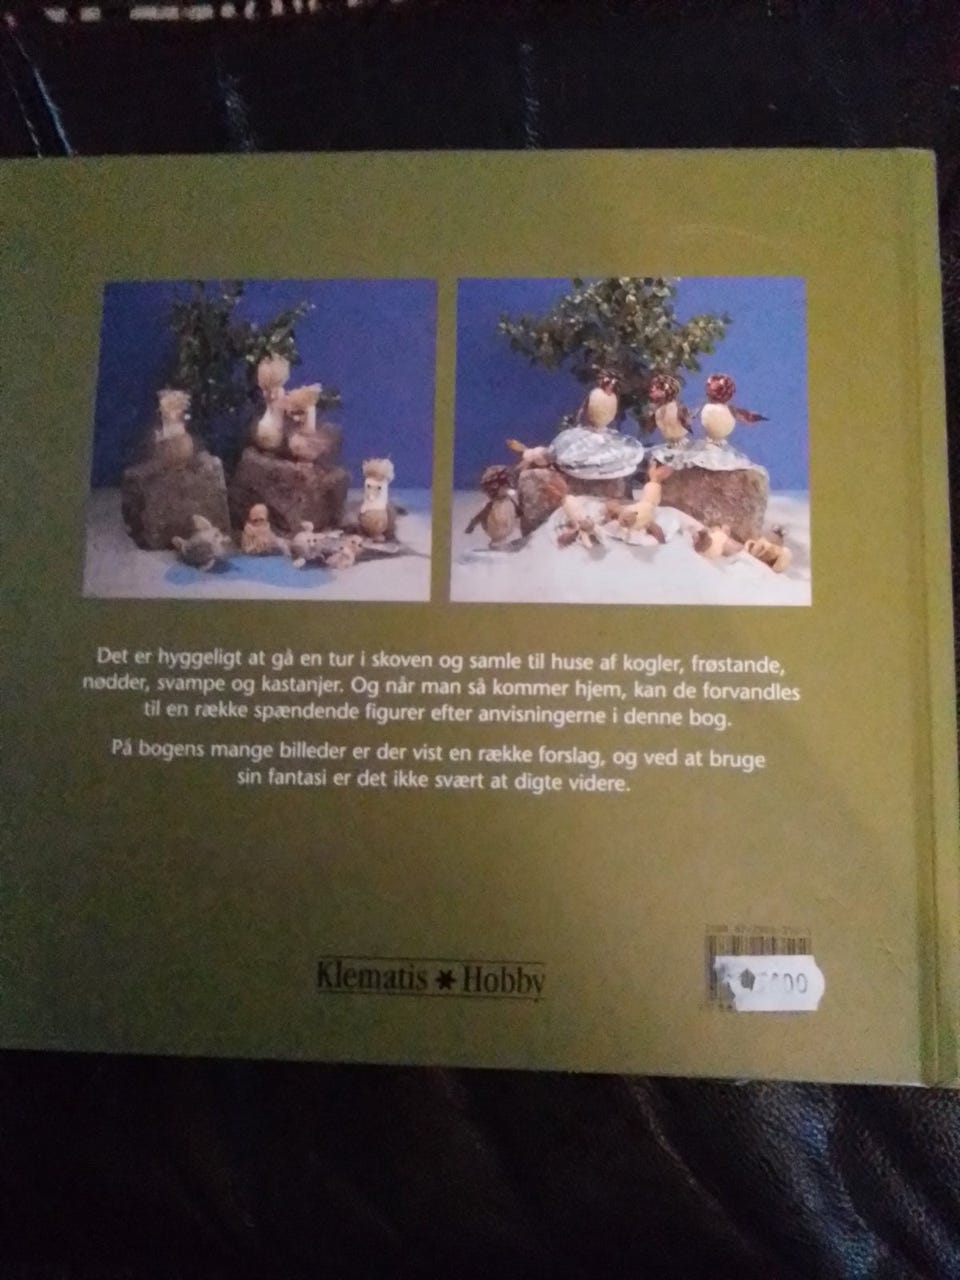 Det er hyggeligt at gå en tur i skoven og samle til huse af kogler, frøstande,
nødder, svampe og kastanjer. Og når man så kommer hjem, kan de forvandles
til en række spændende figurer efter anvisningerne i denne bog.
På bogens mange billeder er der vist en række forslag, og ved at bruge
sin fantasi er det ikke svært at digte videre.
Klematis * Hobby
ISBN